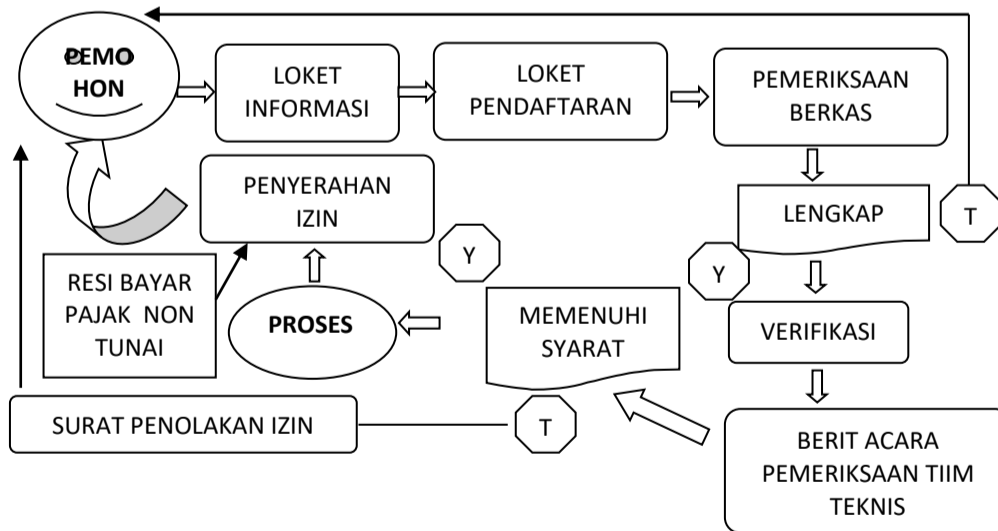 PEMO
HON
LOKET
INFORMASI
LOKET
PENDAFTARAN
PEMERIKSAAN
BERKAS
PENYERAHAN
IZIN
LENGKAP
T
Y
Y
RESI BAYAR
PAJAK NON
TUNAI
PROSES
MEMENUHI
SYARAT
VERIFIKASI
SURAT PENOLAKAN IZIN
T
BERIT ACARA
PEMERIKSAAN TIIM
TEKNIS